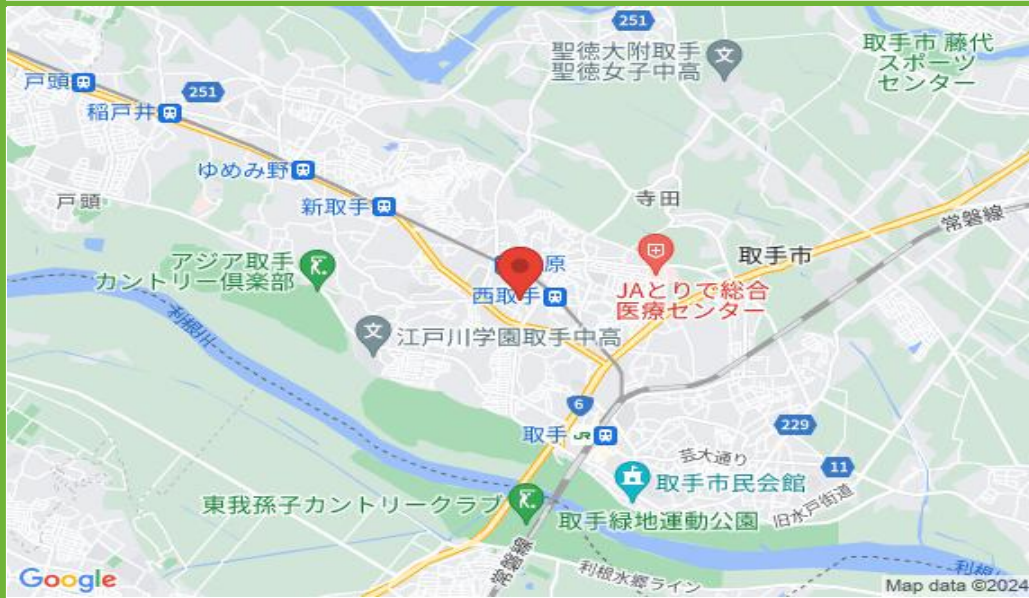 251
聖徳大附取手
聖徳女子中高
取手市 藤代
スポーツ
センター
戸頭
251
稲戸井
ゆめみ野
戸頭
新取手
寺田
常磐線
取手市
アジア取手
カントリー倶楽部
原
西取手
JAとりで総合
医療センター
利根川
江戸川学園取手中高
6
取手 JR
229
芸大通り
11
取手市民会館
東我孫子カントリークラブ
取手緑地運動公園
旧水戸街道
常磐線
利根水郷ライン
利根
Google
Map data ©2024